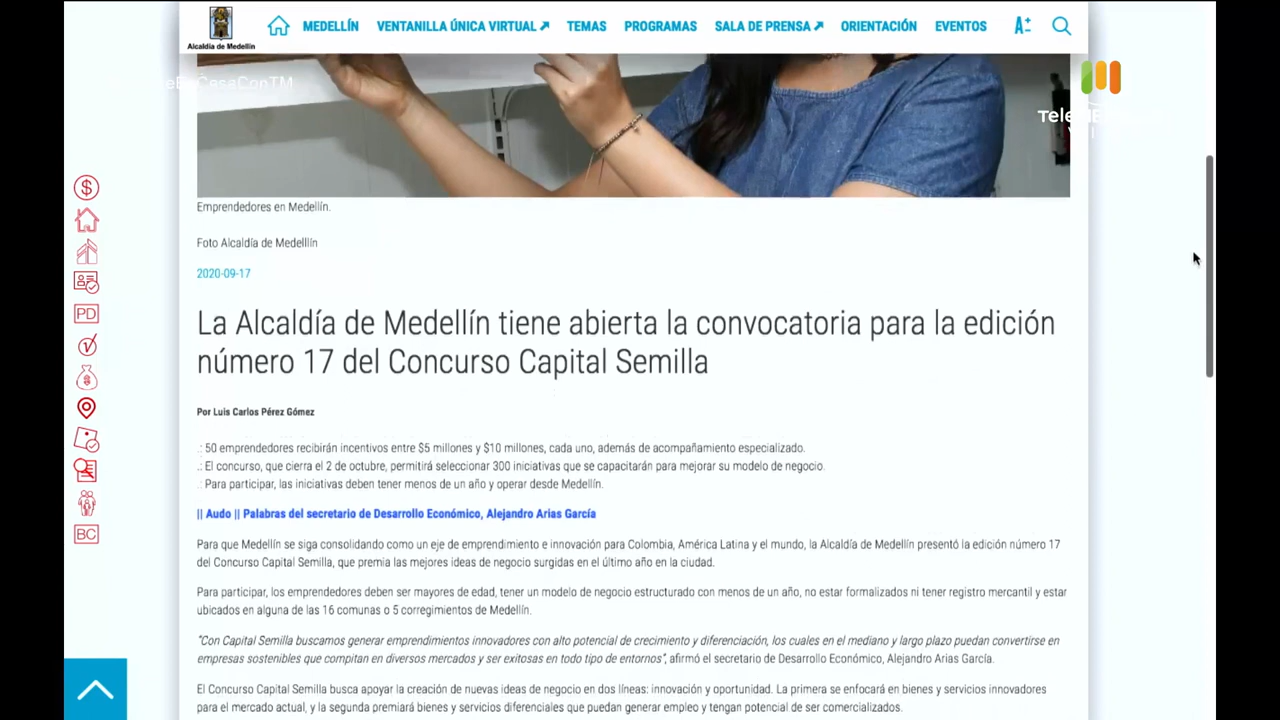 Alcaldía de Medellín
MEDELLÍN VENTANILLA ÚNICA VIRTUAL TEMAS PROGRAMAS SALA DE PRENSA ORIENTACIÓN EVENTOS A
CasaConTM
Tele
Emprendedores en Medellín.
Foto Alcaldía de Medelllín
2020-09-17
La Alcaldía de Medellín tiene abierta la convocatoria para la edición
número 17 del Concurso Capital Semilla
Por Luis Carlos Pérez Gómez
.: 50 emprendedores recibirán incentivos entre $5 millones y $10 millones, cada uno, además de acompañamiento especializado.
.: El concurso, que cierra el 2 de octubre, permitirá seleccionar 300 iniciativas que se capacitarán para mejorar su modelo de negocio.
.: Para participar, las iniciativas deben tener menos de un año y operar desde Medellín.
|| Audo || Palabras del secretario de Desarrollo Económico, Alejandro Arias García
Para que Medellín se siga consolidando como un eje de emprendimiento e innovación para Colombia, América Latina y el mundo, la Alcaldía de Medellín presentó la edición número 17
del Concurso Capital Semilla, que premia las mejores ideas de negocio surgidas en el último año en la ciudad.
Para participar, los emprendedores deben ser mayores de edad, tener un modelo de negocio estructurado con menos de un año, no estar formalizados ni tener registro mercantil y estar
ubicados en alguna de las 16 comunas o 5 corregimientos de Medellín.
“Con Capital Semilla buscamos generar emprendimientos innovadores con alto potencial de crecimiento y diferenciación, los cuales en el mediano y largo plazo puedan convertirse en
empresas sostenibles que compitan en diversos mercados y ser exitosas en todo tipo de entornos”, afirmó el secretario de Desarrollo Económico, Alejandro Arias García.
El Concurso Capital Semilla busca apoyar la creación de nuevas ideas de negocio en dos líneas: innovación y oportunidad. La primera se enfocará en bienes y servicios innovadores
para el mercado actual, y la segunda premiará bienes y servicios diferenciales que puedan generar empleo y tengan potencial de ser comercializados.
PD
BC